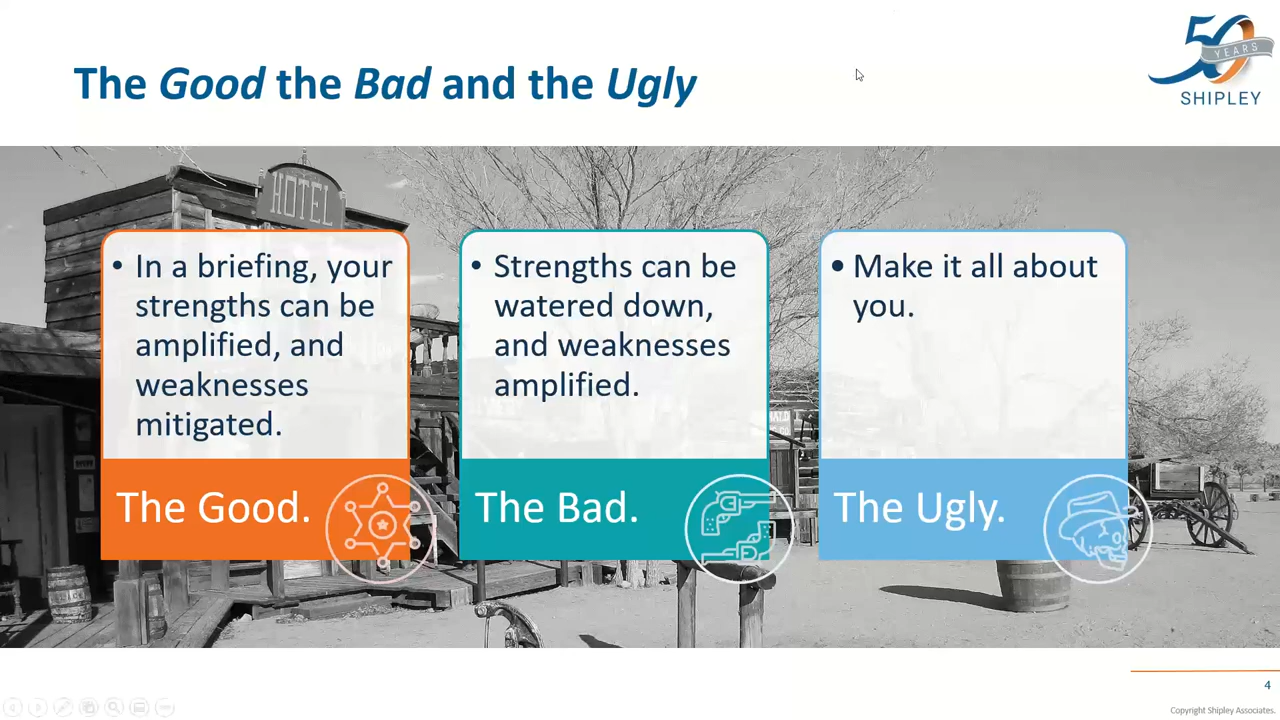 The Good the Bad and the Ugly
50
YEARS
SHIPLEY
HOTEL
• In a briefing, your
strengths can be
amplified, and
weaknesses
mitigated.
The Good.
• Strengths can be
watered down,
and weaknesses
amplified.
The Bad.
• Make it all about
you.
The Ugly.
4
Copyright Shipley Associates.